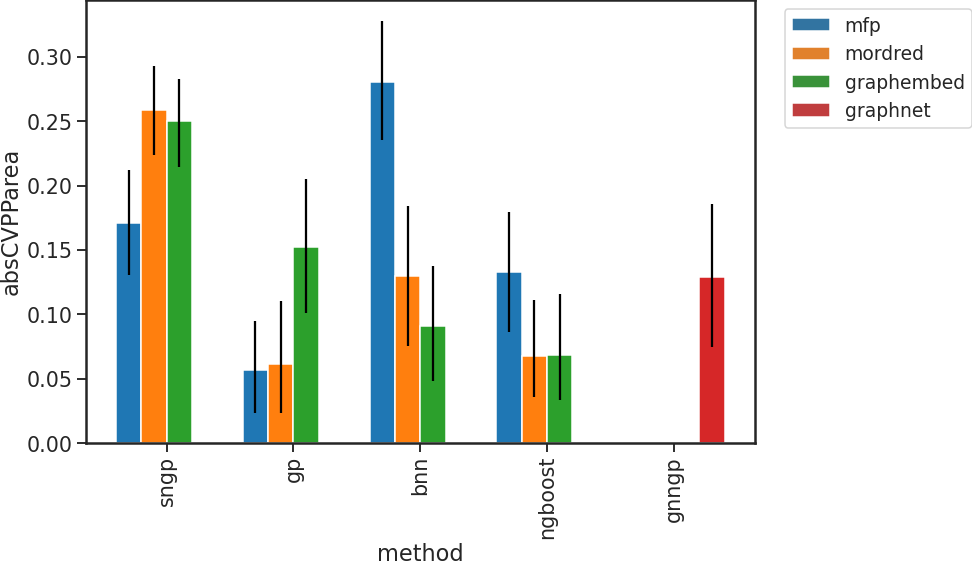 mfp
mordred
graphembed
graphnet
absCVPParea
0.30
0.25
0.20
0.15
0.10
0.05
0.00
sngp
gp
bnn
ngboost
gnngp
method